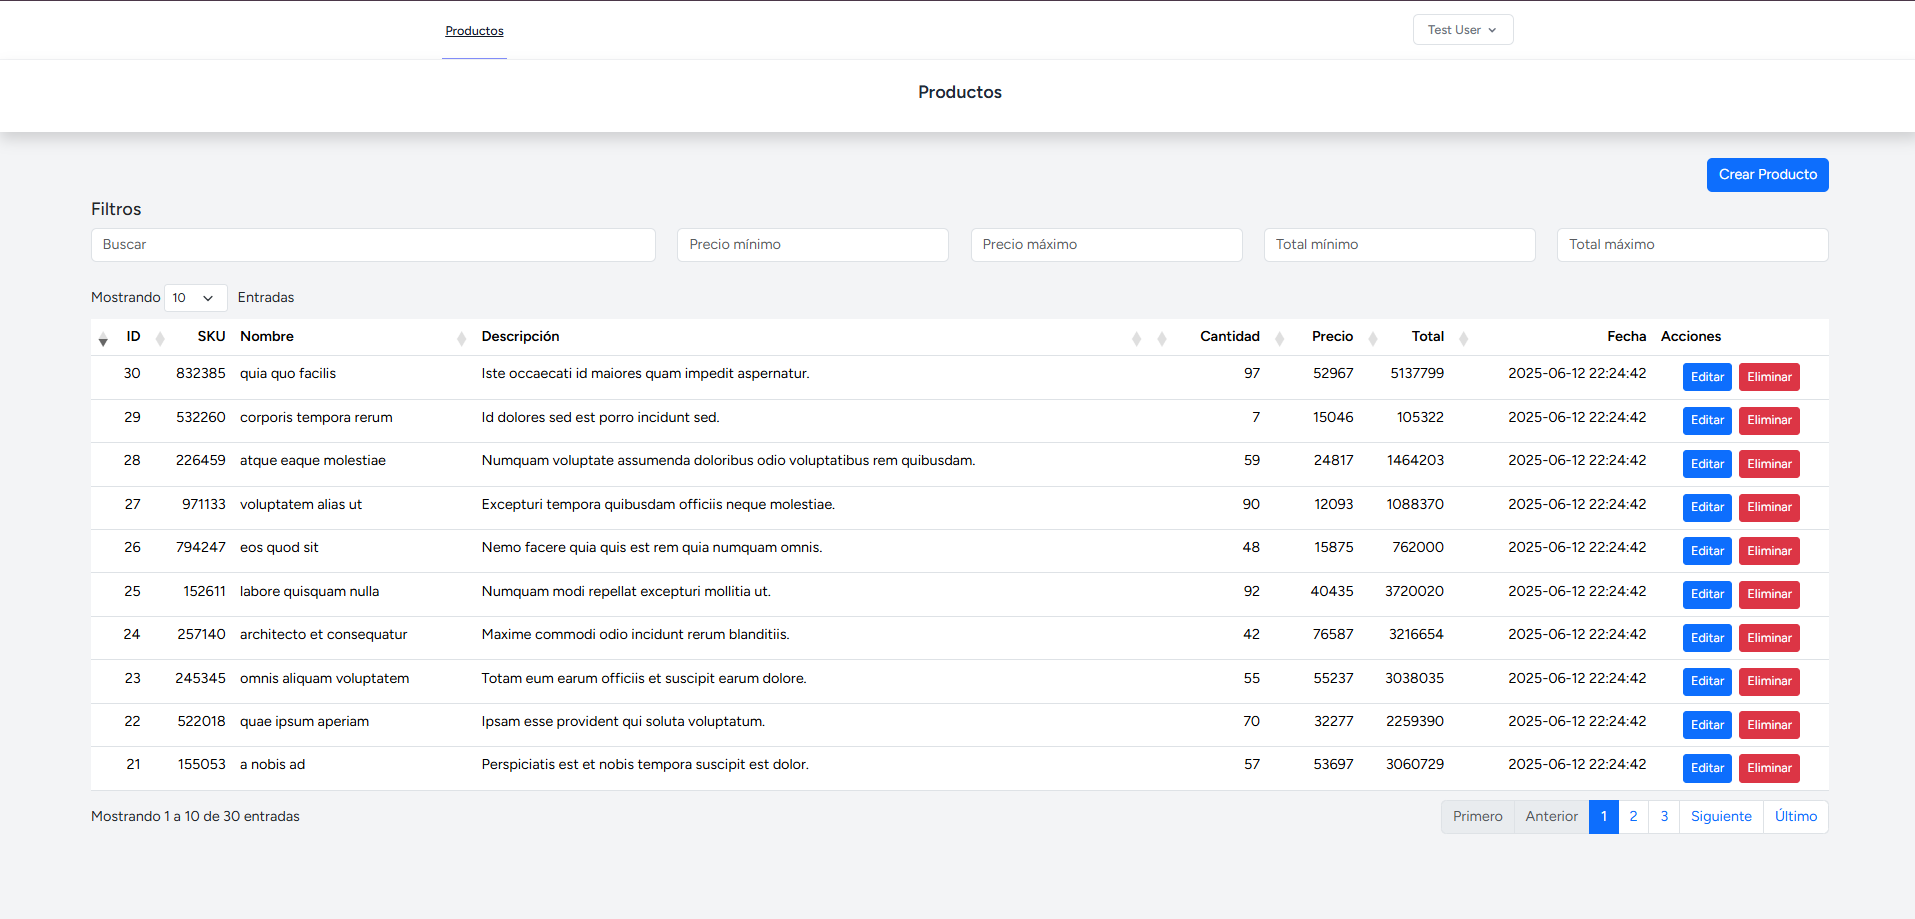 Productos
Test User
Productos
Crear Producto
Filtros
Buscar Precio mínimo Precio máximo Total mínimo Total máximo
Mostrando 10 Entradas
ID SKU Nombre Descripción Cantidad Precio Total Fecha Acciones
30 832385 quia quo facilis Iste occaecati id maiores quam impedit aspernatur. 97 52967 5137799 2025-06-12 22:24:42 Editar Eliminar
29 532260 corporis tempora rerum Id dolores sed est porro incidunt sed. 7 15046 105322 2025-06-12 22:24:42 Editar Eliminar
28 226459 atque eaque molestiae Numquam voluptate assumenda doloribus odio voluptatibus rem quibusdam. 59 24817 1464203 2025-06-12 22:24:42 Editar Eliminar
27 971133 voluptatem alias ut Excepturi tempora quibusdam officiis neque molestiae. 90 12093 1088370 2025-06-12 22:24:42 Editar Eliminar
26 794247 eos quod sit Nemo facere quia quis est rem quia numquam omnis. 48 15875 762000 2025-06-12 22:24:42 Editar Eliminar
25 152611 labore quisquam nulla Numquam modi repellat excepturi mollitia ut. 92 40435 3720020 2025-06-12 22:24:42 Editar Eliminar
24 257140 architecto et consequatur Maxime commodi odio incidunt rerum blanditiis. 42 76587 3216654 2025-06-12 22:24:42 Editar Eliminar
23 245345 omnis aliquam voluptatem Totam eum earum officiis et suscipit earum dolore. 55 55237 3038035 2025-06-12 22:24:42 Editar Eliminar
22 522018 quae ipsum aperiam Ipsam esse provident qui soluta voluptatum. 70 32277 2259390 2025-06-12 22:24:42 Editar Eliminar
21 155053 a nobis ad Perspiciatis est et nobis tempora suscipit est dolor. 57 53697 3060729 2025-06-12 22:24:42 Editar Eliminar
Mostrando 1 a 10 de 30 entradas Primero Anterior 1 2 3 Siguiente Último